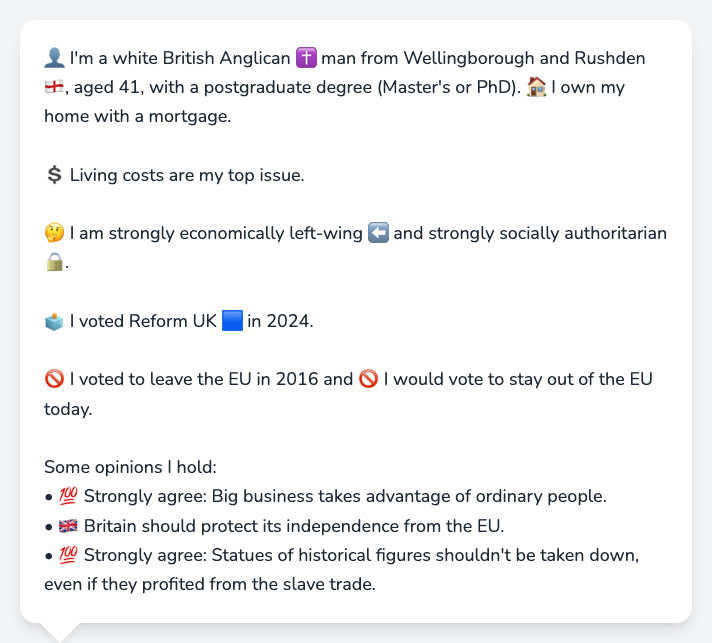 👤 I'm a white British Anglican ✝️ man from Wellingborough and Rushden
🏴󠁧󠁢󠁥󠁮󠁧󠁿, aged 41, with a postgraduate degree (Master's or PhD). 🏠 I own my
home with a mortgage.
💲 Living costs are my top issue.
🤔 I am strongly economically left-wing ⬅️ and strongly socially authoritarian
🔒.
🗳️ I voted Reform UK 🟦 in 2024.
🚫 I voted to leave the EU in 2016 and 🚫 I would vote to stay out of the EU
today.
Some opinions I hold:
• 💯 Strongly agree: Big business takes advantage of ordinary people.
• 🇬🇧 Britain should protect its independence from the EU.
• 💯 Strongly agree: Statues of historical figures shouldn't be taken down,
even if they profited from the slave trade.